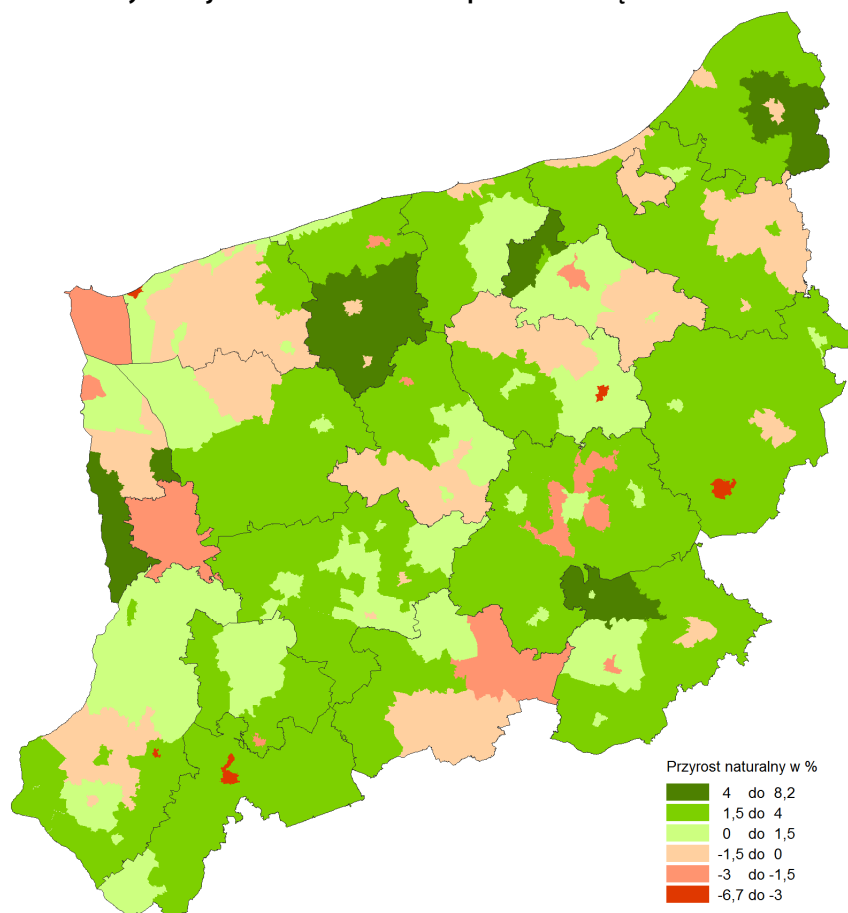 Przyrost naturalny w %
4 do 8,2
1,5 do 4
0 do 1,5
-1,5 do 0
-3 do -1,5
-6,7 do -3